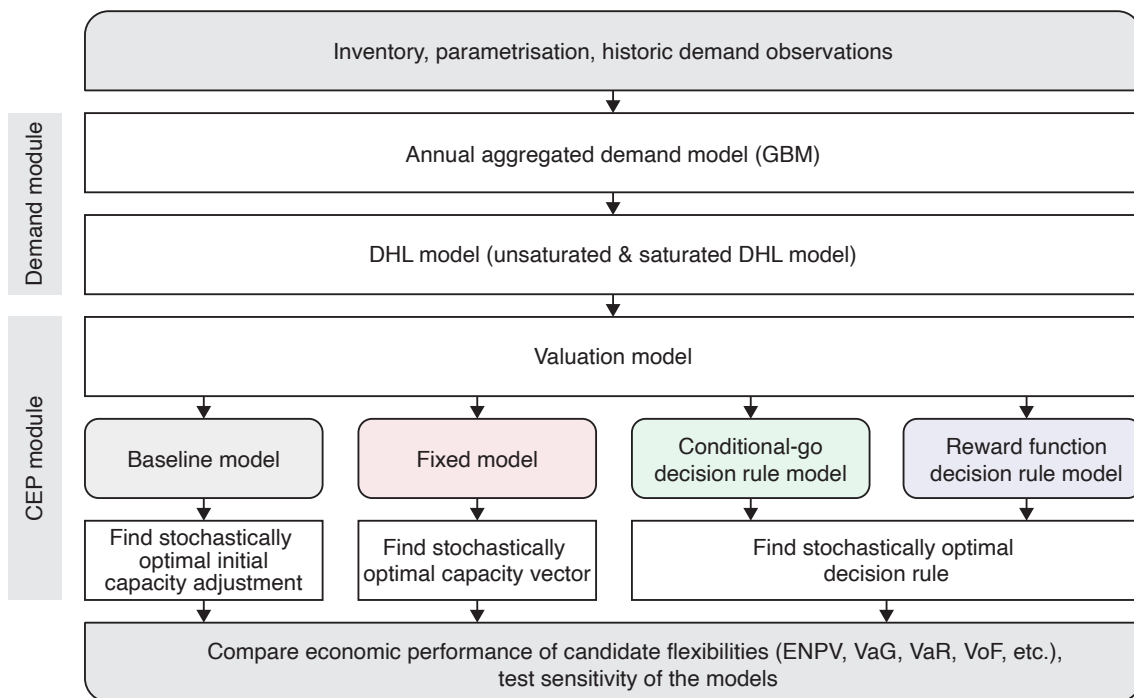 Inventory, parametrisation, historic demand observations
Demand module
Annual aggregated demand model (GBM)
DHL model (unsaturated & saturated DHL model)
CEP module
Valuation model
Baseline model
Fixed model
Conditional-go
decision rule model
Reward function
decision rule model
Find stochastically
optimal initial
capacity adjustment
Find stochastically
optimal capacity vector
Find stochastically optimal
decision rule
Compare economic performance of candidate flexibilities (ENPV, VaG, VaR, VoF, etc.),
test sensitivity of the models